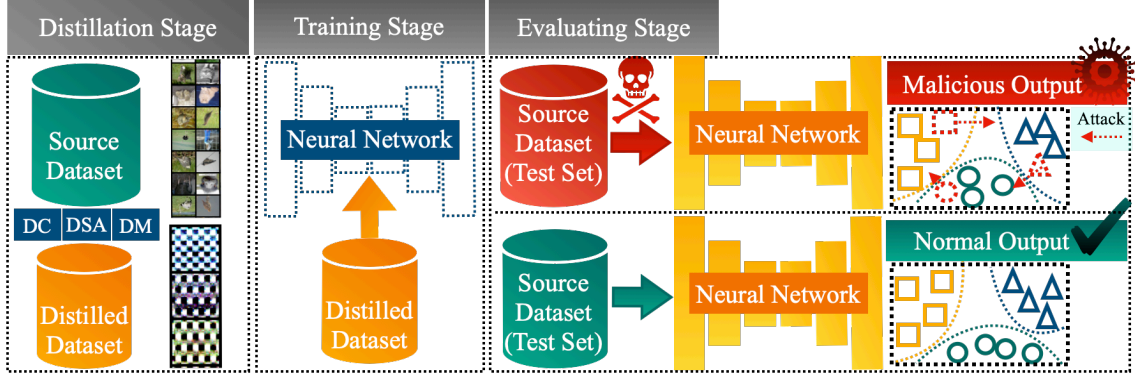 Distillation Stage
Training Stage
Evaluating Stage
Source
Dataset
DC
DSA
DM
Distilled
Dataset
Neural Network
Distilled
Dataset
Source
Dataset
(Test Set)
Neural Network
Malicious Output
Attack
Source
Dataset
(Test Set)
Neural Network
Normal Output